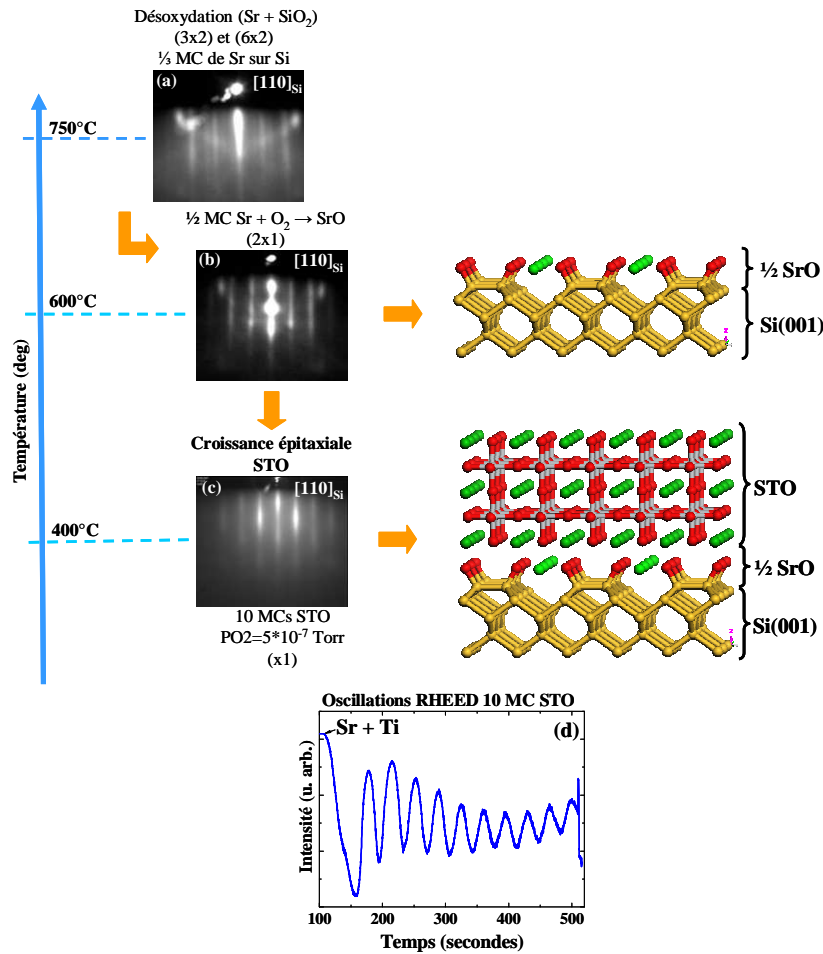 Désoxydation (Sr + SiO2)
(3x2) et (6x2)
⅓ MC de Sr sur Si
(a) [110]Si
750°C
½ MC Sr + O2 → SrO
(2x1)
(b) [110]Si
600°C
½ SrO
Si(001)
Température (deg)
Croissance épitaxiale
STO
(c) [110]Si
400°C
10 MCs STO
PO2=5*10-7 Torr
(x1)
STO
½ SrO
Si(001)
Oscillations RHEED 10 MC STO
Sr + Ti
(d)
Intensité (u. arb.)
100 200 300 400 500
Temps (secondes)